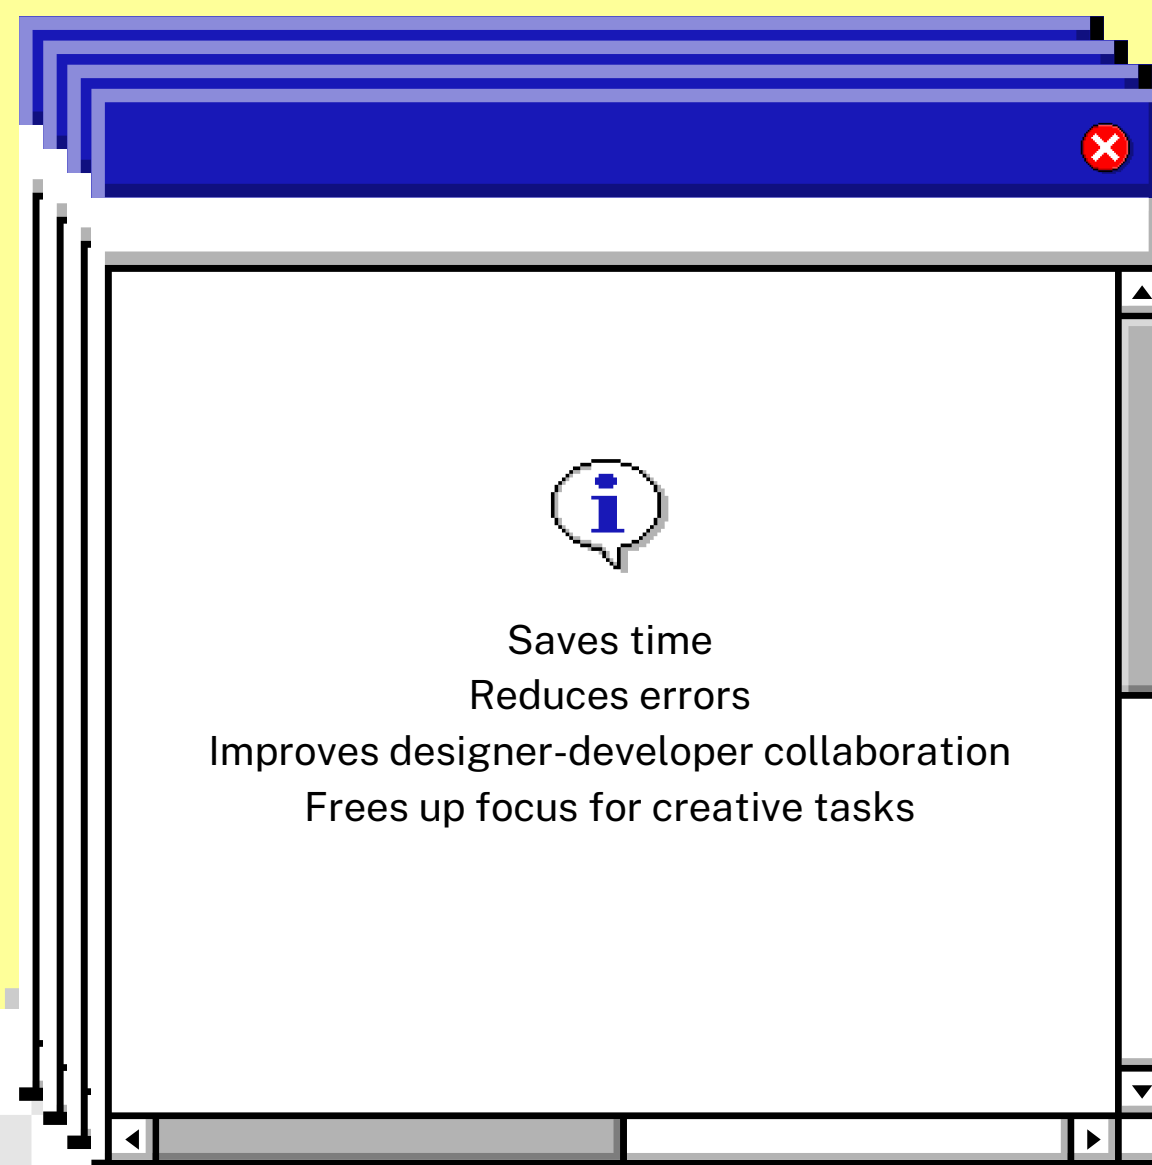 Saves time
Reduces errors
Improves designer-developer collaboration
Frees up focus for creative tasks